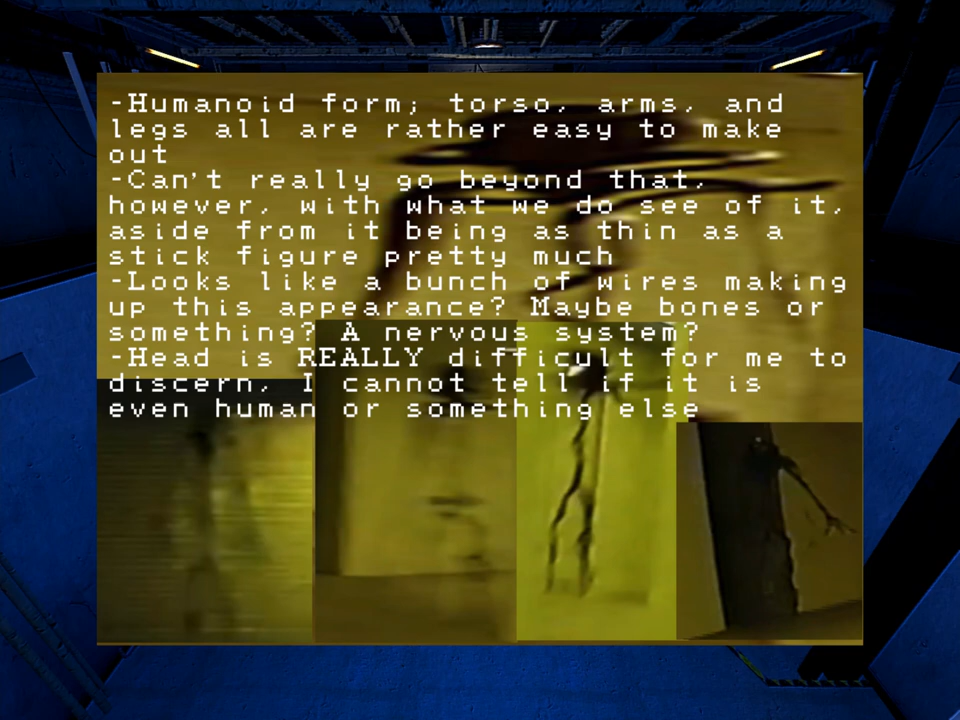 -Humanoid form; torso, arms, and
legs all are rather easy to make
out
-Can't really go beyond that,
however, with what we do see of it,
aside from it being as thin as a
stick figure pretty much
-Looks like a bunch of wires making
up this appearance? Maybe bones or
something? A nervous system?
-Head is REALLY difficult for me to
discern, I cannot tell if it is
even human or something else